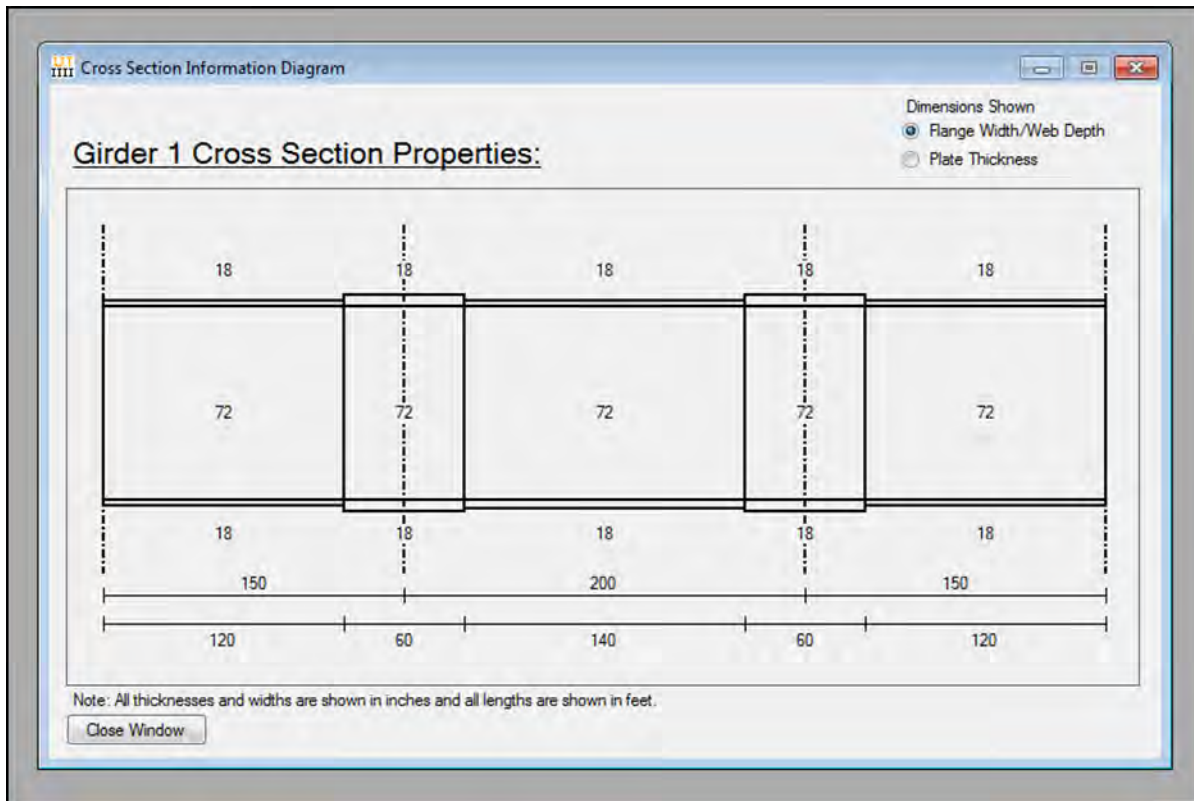 UT
Cross Section Information Diagram
Dimensions Shown
Flange Width/Web Depth
Plate Thickness
Girder 1 Cross Section Properties:
18 18 18 18 18
72 72 72 72 72
18 18 18 18 18
150 200 150
120 60 140 60 120
Note: All thicknesses and widths are shown in inches and all lengths are shown in feet.
Close Window